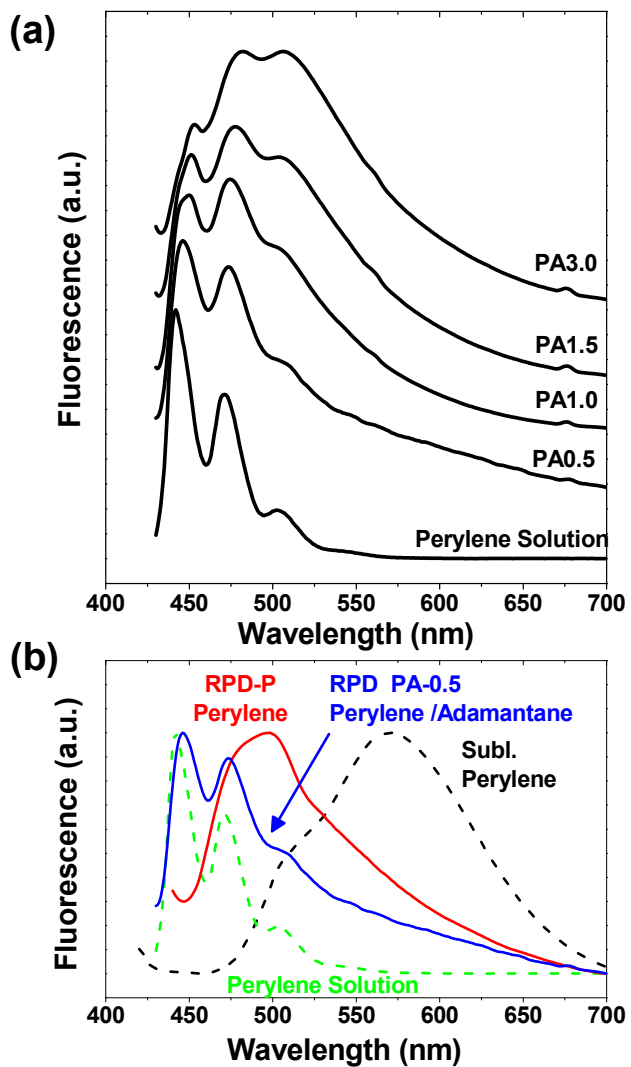 (a)
Fluorescence (a.u.)
PA3.0
PA1.5
PA1.0
PA0.5
Perylene Solution
400 450 500 550 600 650 700
Wavelength (nm)
(b)
Fluorescence (a.u.)
RPD-P
Perylene
RPD PA-0.5
Perylene /Adamantane
Subl.
Perylene
Perylene Solution
400 450 500 550 600 650 700
Wavelength (nm)